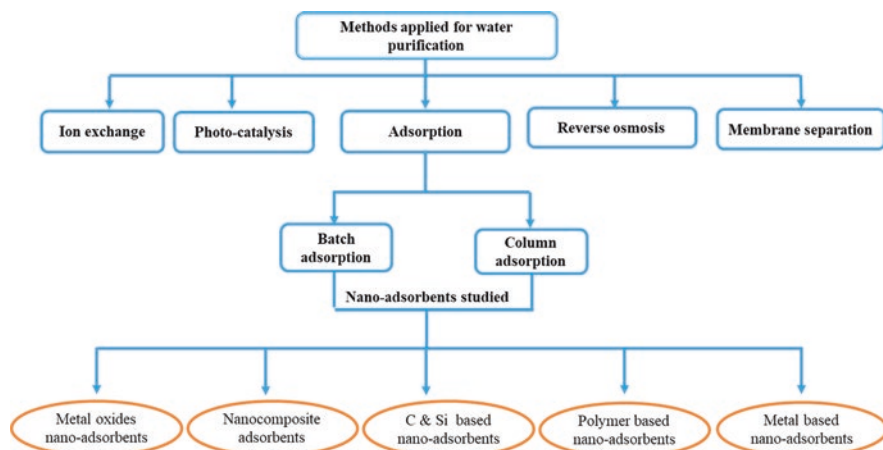 Methods applied for water
purification
Ion exchange
Photo-catalysis
Adsorption
Reverse osmosis
Membrane separation
Batch
adsorption
Column
adsorption
Nano-adsorbents studied
Metal oxides
nano-adsorbents
Nanocomposite
adsorbents
C & Si based
nano-adsorbents
Polymer based
nano-adsorbents
Metal based
nano-adsorbents